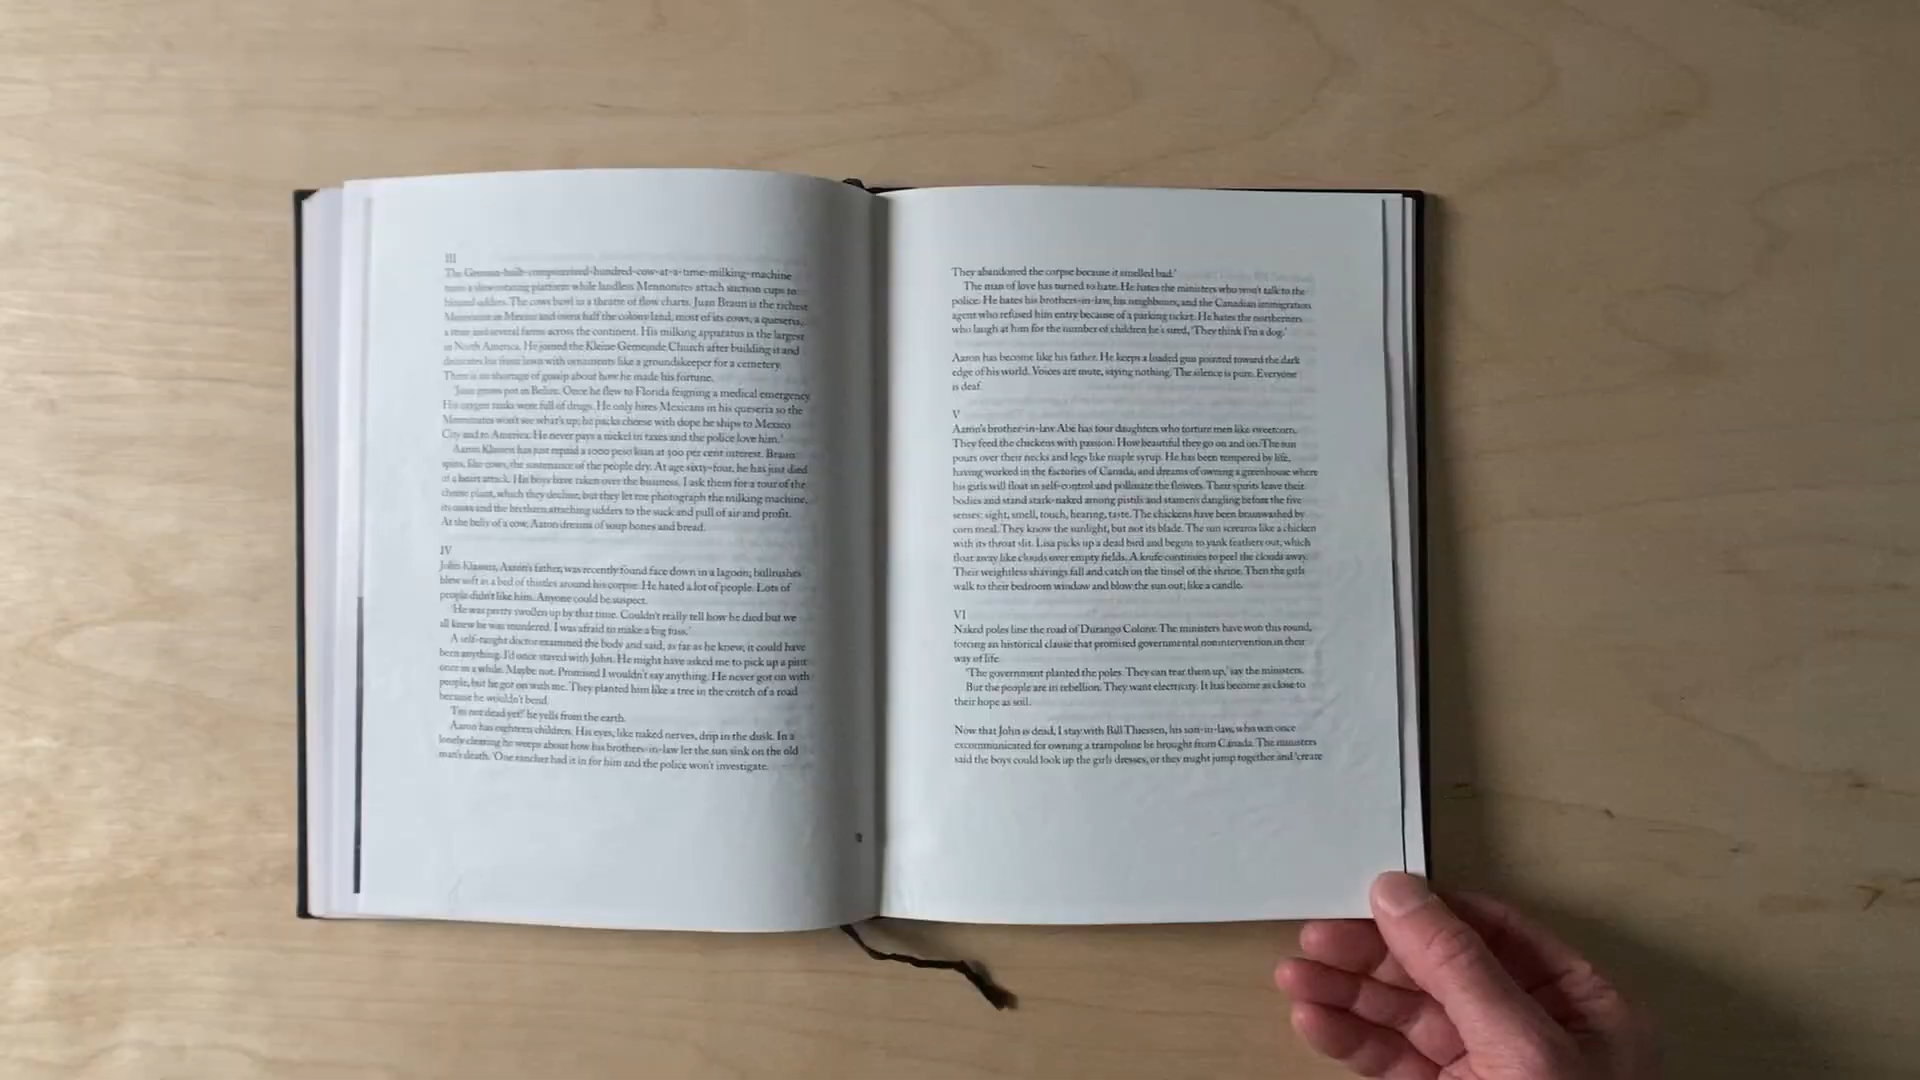 III
The German-built-computerized-hundred-cow-at-a-time-milking-machine
turns a slow rotating platform while landless Mennonites attach suction cups to
udders. The cows bawl in a theatre of flow charts. Juan Braun is the richest
Mennonite in Mexico and owns half the colony land, most of its cows, a queseria,
a store and several farms across the continent. His milking apparatus is the largest
in North America. He joined the Kleine Gemeinde Church after building it and
decorates his front lawn with ornaments like a groundskeeper for a cemetery.
There is no shortage of gossip about how he made his fortune.
'Juan grows pot in Belize. Once he flew to Florida feigning a medical emergency.
His oxygen tanks were full of drugs. He only hires Mexicans in his queseria so the
Mennonites won't see what's up; he packs cheese with dope he ships to Mexico
City and to America. He never pays a nickel in taxes and the police love him.'
Aaron Klassen has just repaid a 1000 peso loan at 300 per cent interest. Braun
spins, like cows, the sustenance of the people dry. At age sixty-four, he has just died
of a heart attack. His boys have taken over the business. I ask them for a tour of the
cheese plant, which they decline, but they let me photograph the milking machine,
its cows and the brethren attaching udders to the suck and pull of air and profit.
At the belly of a cow, Aaron dreams of soup bones and bread.
IV
John Klassen, Aaron's father, was recently found face down in a lagoon; bullrushes
blew soft as a bed of thistles around his corpse. He hated a lot of people. Lots of
people didn't like him. Anyone could be suspect.
'He was pretty swollen up by that time. Couldn't really tell how he died but we
all knew he was murdered. I was afraid to make a big fuss.'
A self-taught doctor examined the body and said, as far as he knew, it could have
been anything. I'd once stayed with John. He might have asked me to pick up a pint
once in a while. Maybe not. Promised I wouldn't say anything. He never got on with
people, but he got on with me. They planted him like a tree in the crotch of a road
because he wouldn't bend.
'I'm not dead yet!' he yells from the earth.
Aaron has eighteen children. His eyes, like naked nerves, drip in the dusk. In a
lonely clearing he weeps about how his brothers-in-law let the sun sink on the old
man's death. 'One rancher had it in for him and the police won't investigate.
They abandoned the corpse because it smelled bad.'
The man of love has turned to hate. He hates the ministers who won't talk to the
police. He hates his brothers-in-law, his neighbours, and the Canadian immigration
agent who refused him entry because of a parking ticket. He hates the northerners
who laugh at him for the number of children he's sired, 'They think I'm a dog.'
Aaron has become like his father. He keeps a loaded gun pointed toward the dark
edge of his world. Voices are mute, saying nothing. The silence is pure. Everyone
is deaf.
V
Aaron's brother-in-law Abe has four daughters who torture men like sweetcorn.
They feed the chickens with passion. How beautiful they go on and on. The sun
pours over their necks and legs like maple syrup. He has been tempered by life,
having worked in the factories of Canada, and dreams of owning a greenhouse where
his girls will float in self-control and pollinate the flowers. Their spirits leave their
bodies and stand stark-naked among pistils and stamens dangling before the five
senses: sight, smell, touch, hearing, taste. The chickens have been brainwashed by
corn meal. They know the sunlight, but not its blade. The sun screams like a chicken
with its throat slit. Lisa picks up a dead bird and begins to yank feathers out, which
float away like clouds over empty fields. A knife continues to peel the clouds away.
Their weightless shavings fall and catch on the tinsel of the shrine. Then the girls
walk to their bedroom window and blow the sun out, like a candle.
VI
Naked poles line the road of Durango Colony. The ministers have won this round,
forcing an historical clause that promised governmental nonintervention in their
way of life.
'The government planted the poles. They can tear them up,' say the ministers.
But the people are in rebellion. They want electricity. It has become as close to
their hope as soil.
Now that John is dead, I stay with Bill Thiessen, his son-in-law, who was once
excommunicated for owning a trampoline he brought from Canada. The ministers
said the boys could look up the girls dresses, or they might jump together and 'create